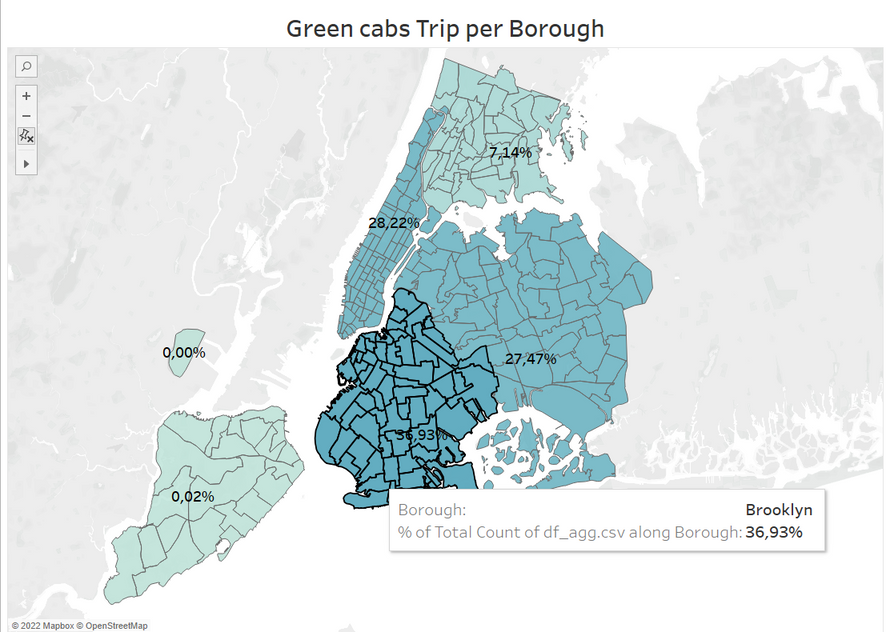 Green cabs Trip per Borough
7,14%
28,22%
0,00%
27,47%
36,93%
0,02%
Borough: Brooklyn
% of Total Count of df_agg.csv along Borough: 36,93%
© 2022 Mapbox © OpenStreetMap